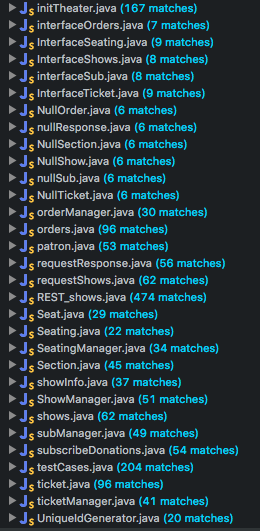 initTheater.java (167 matches)
interfaceOrders.java (7 matches)
InterfaceSeating.java (9 matches)
InterfaceShows.java (8 matches)
interfaceSub.java (8 matches)
InterfaceTicket.java (9 matches)
NullOrder.java (6 matches)
nullResponse.java (6 matches)
NullSection.java (6 matches)
NullShow.java (6 matches)
nullSub.java (6 matches)
NullTicket.java (6 matches)
orderManager.java (30 matches)
orders.java (96 matches)
patron.java (53 matches)
requestResponse.java (56 matches)
requestShows.java (62 matches)
REST_shows.java (474 matches)
Seat.java (29 matches)
Seating.java (22 matches)
SeatingManager.java (34 matches)
Section.java (45 matches)
showInfo.java (37 matches)
ShowManager.java (51 matches)
shows.java (62 matches)
subManager.java (49 matches)
subscribeDonations.java (54 matches)
testCases.java (204 matches)
ticket.java (96 matches)
ticketManager.java (41 matches)
UniqueIdGenerator.java (20 matches)